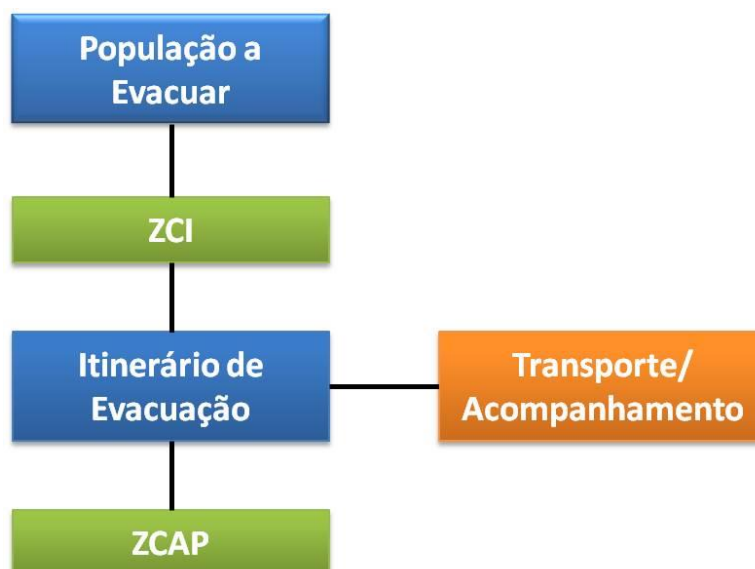 População a
Evacuar
ZCI
Itinerário de
Evacuação
Transporte/
Acompanhamento
ZCAP